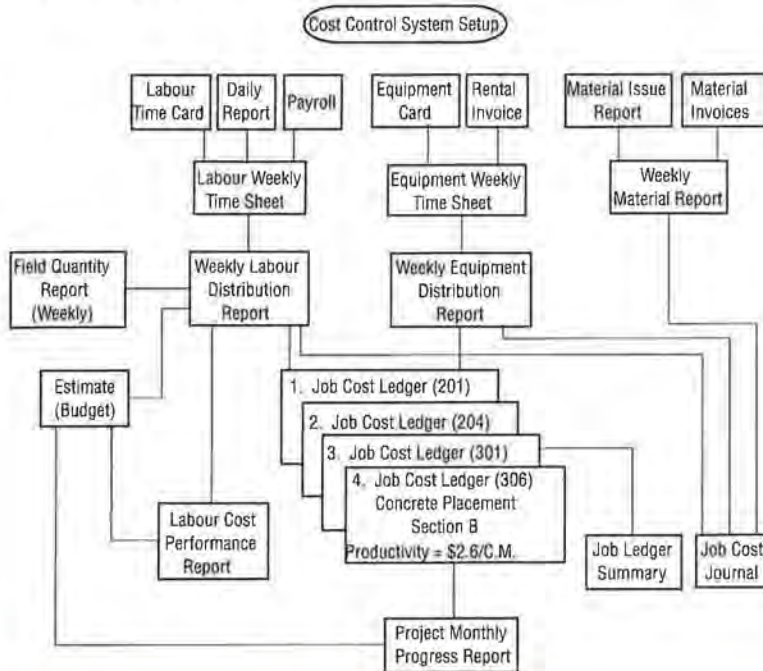 Cost Control System Setup
Labour
Time Card
Daily
Report
Payroll
Equipment
Card
Rental
Invoice
Material Issue
Report
Material
Invoices
Labour Weekly
Time Sheet
Equipment Weekly
Time Sheet
Weekly
Material Report
Field Quantity
Report
(Weekly)
Weekly Labour
Distribution
Report
Weekly Equipment
Distribution
Report
Estimate
(Budget)
1. Job Cost Ledger (201)
2. Job Cost Ledger (204)
3. Job Cost Ledger (301)
4. Job Cost Ledger (306)
Concrete Placement
Section B
Productivity = $2.6/C.M.
Labour Cost
Performance
Report
Job Ledger
Summary
Job Cost
Journal
Project Monthly
Progress Report